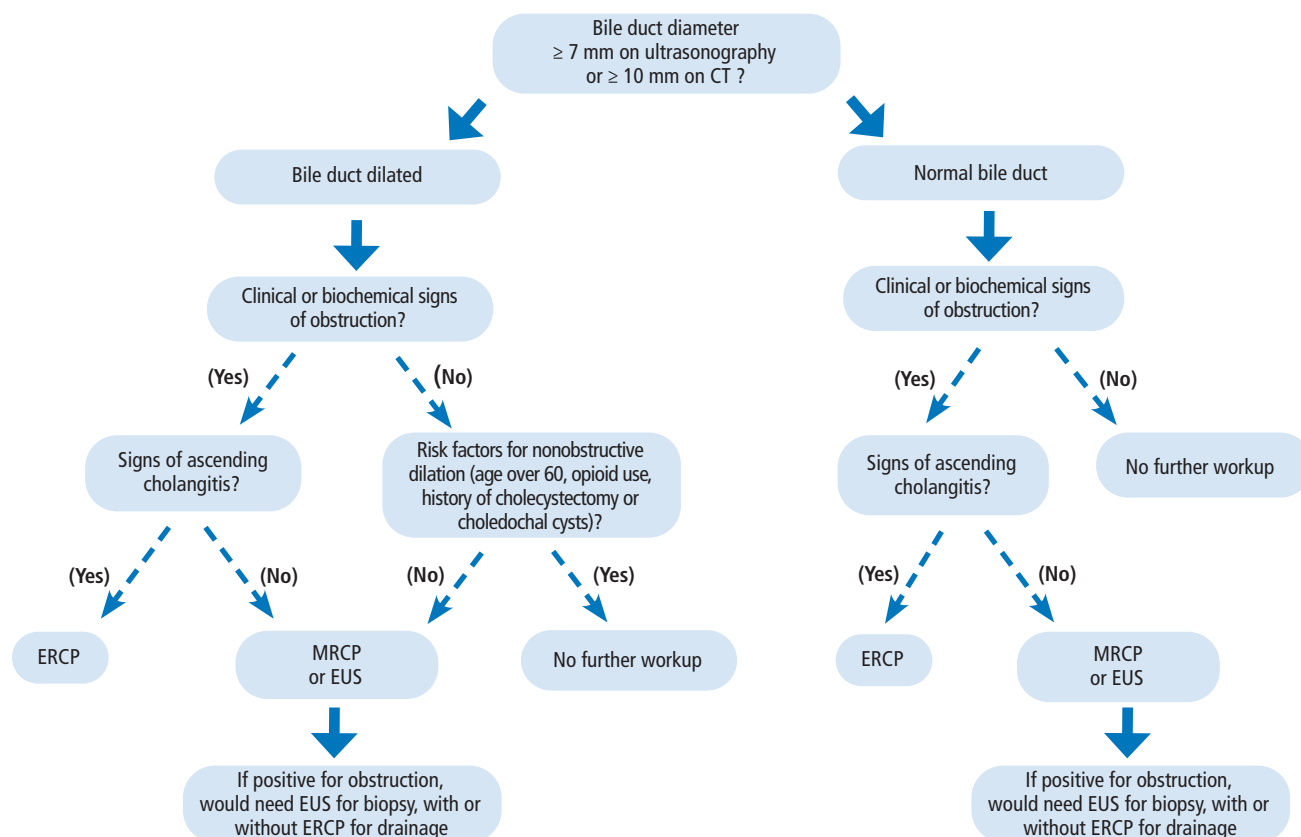 Bile duct diameter
≥ 7 mm on ultrasonography
or ≥ 10 mm on CT ?
Bile duct dilated
Normal bile duct
Clinical or biochemical signs
of obstruction?
Clinical or biochemical signs
of obstruction?
(Yes)
(No)
(Yes)
(No)
Signs of ascending
cholangitis?
Risk factors for nonobstructive
dilation (age over 60, opioid use,
history of cholecystectomy or
choledochal cysts)?
Signs of ascending
cholangitis?
No further workup
(Yes)
(No)
(No)
(Yes)
(Yes)
(No)
ERCP
MRCP
or EUS
No further workup
ERCP
MRCP
or EUS
If positive for obstruction,
would need EUS for biopsy, with or
without ERCP for drainage
If positive for obstruction,
would need EUS for biopsy, with or
without ERCP for drainage